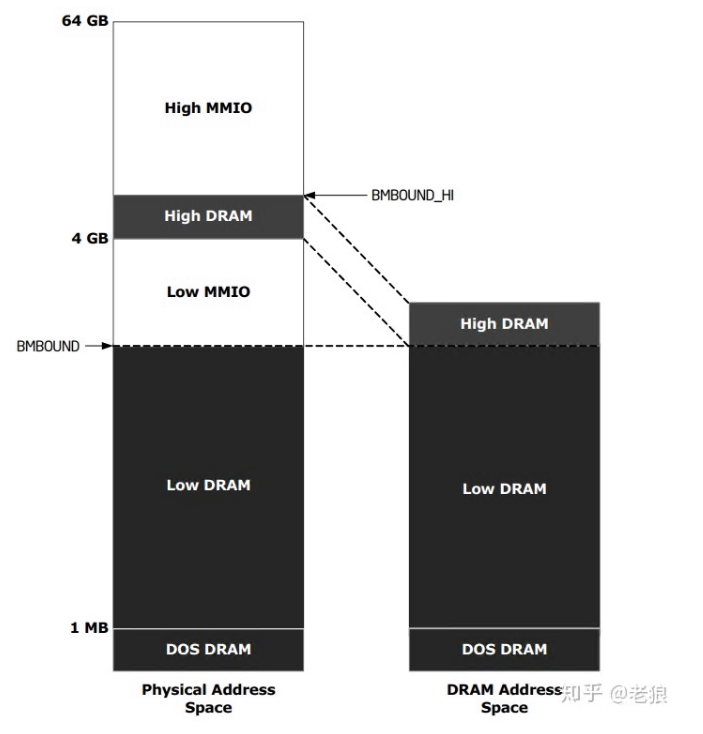 64 GB
High MMIO
BMBOUND_HI
High DRAM
4 GB
Low MMIO
High DRAM
BMBOUND
Low DRAM
Low DRAM
1 MB
DOS DRAM
DOS DRAM
Physical Address
Space
DRAM Address
Space
知乎 @老狼